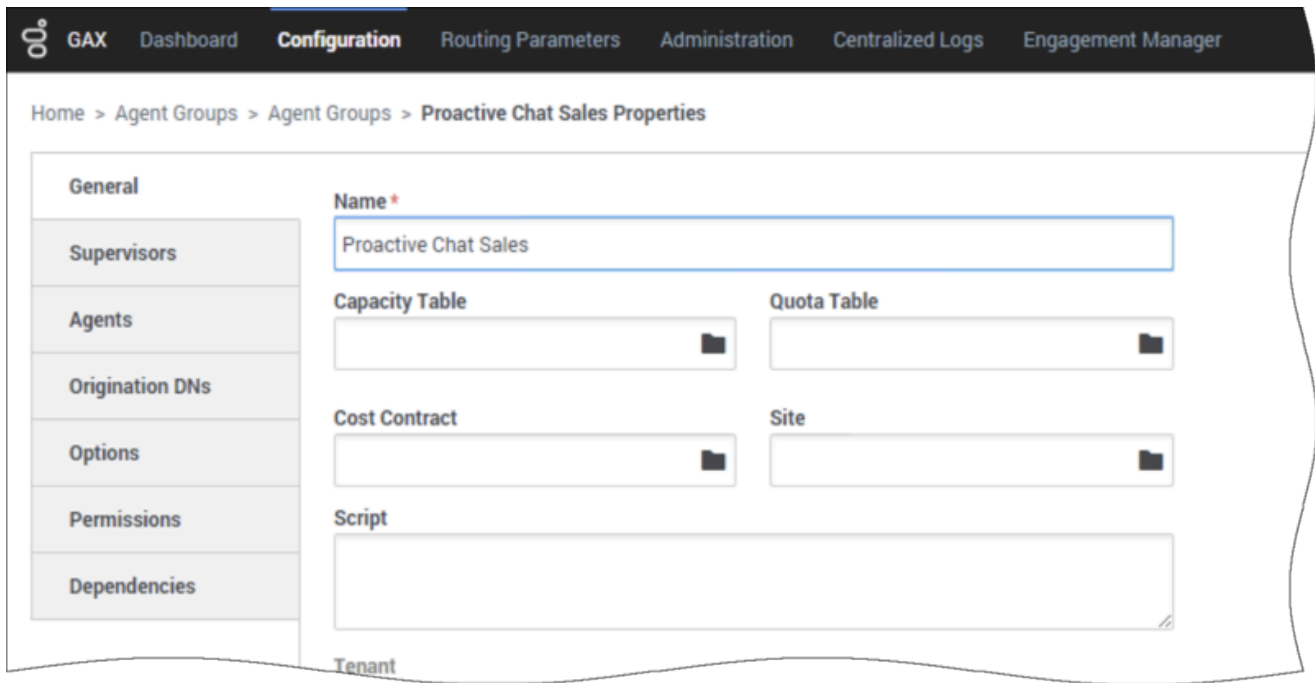 GAX Dashboard Configuration Routing Parameters Administration Centralized Logs Engagement Manager
Home > Agent Groups > Agent Groups > Proactive Chat Sales Properties
General
Supervisors
Agents
Origination DNs
Options
Permissions
Dependencies
Name*
Proactive Chat Sales
Capacity Table Quota Table
Cost Contract Site
Script
Tenant